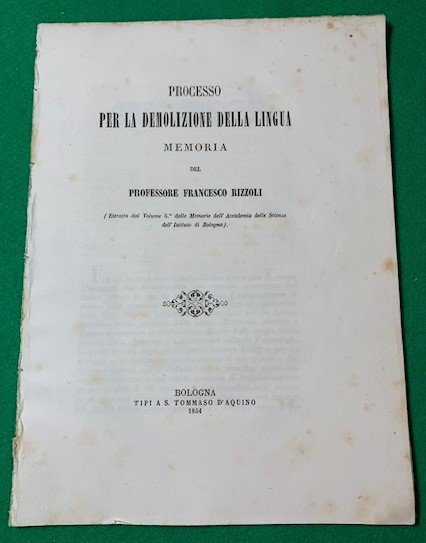 PROCESSO
PER LA DEMOLIZIONE DELLA LINGUA
MEMORIA
DEL
PROFESSORE FRANCESCO RIZZOLI
(Estratta dal Volume 5.º delle Memorie dell'Accademia delle Scienze
dell'Istituto di Bologna).
BOLOGNA
TIPI A S. TOMMASO D'AQUINO
1854